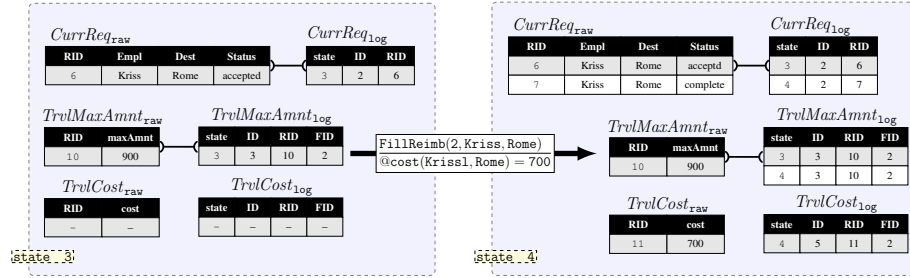 CurrReq_raw
RID Empl Dest Status
6 Kriss Rome accepted
CurrReq_log
state ID RID
3 2 6
TrvlMaxAmnt_raw
RID maxAmnt
10 900
TrvlMaxAmnt_log
state ID RID FID
3 3 10 2
TrvlCost_raw
RID cost
– –
TrvlCost_log
state ID RID FID
– – – –
state 3
FillReimb(2, Kriss, Rome)
@cost(Kriss1, Rome) = 700
CurrReq_raw
RID Empl Dest Status
6 Kriss Rome acceptd
7 Kriss Rome complete
CurrReq_log
state ID RID
3 2 6
4 2 7
TrvlMaxAmnt_raw
RID maxAmnt
10 900
TrvlMaxAmnt_log
state ID RID FID
3 3 10 2
4 3 10 2
TrvlCost_raw
RID cost
11 700
TrvlCost_log
state ID RID FID
4 5 11 2
state 4